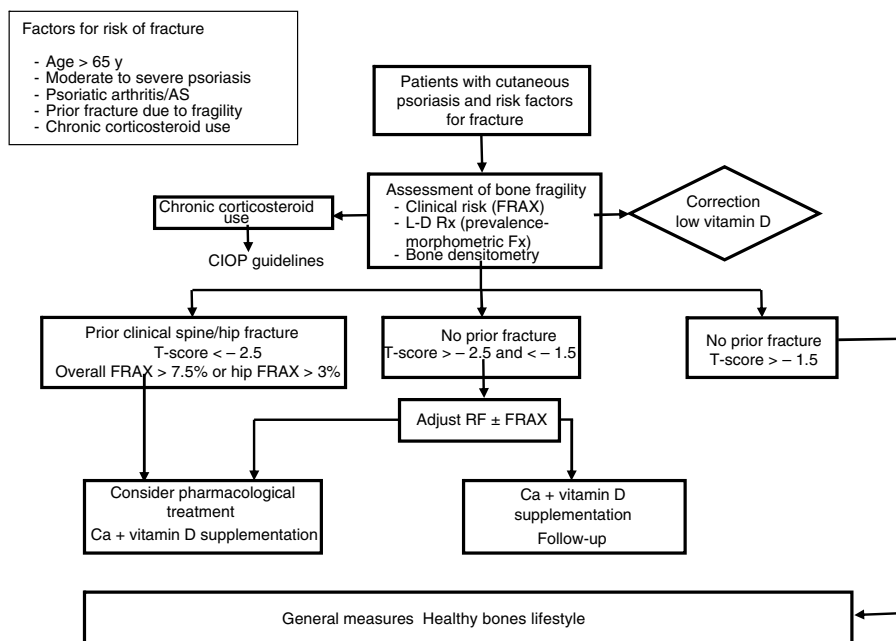 Factors for risk of fracture
- Age > 65 y
- Moderate to severe psoriasis
- Psoriatic arthritis/AS
- Prior fracture due to fragility
- Chronic corticosteroid use
Patients with cutaneous
psoriasis and risk factors
for fracture
Assessment of bone fragility
- Clinical risk (FRAX)
- L-D Rx (prevalence-
morphometric Fx)
- Bone densitometry
Chronic corticosteroid
use
CIOP guidelines
Correction
low vitamin D
Prior clinical spine/hip fracture
T-score < – 2.5
Overall FRAX > 7.5% or hip FRAX > 3%
No prior fracture
T-score > – 2.5 and < – 1.5
No prior fracture
T-score > – 1.5
Adjust RF ± FRAX
Consider pharmacological
treatment
Ca + vitamin D supplementation)
Ca + vitamin D
supplementation
Follow-up
General measures Healthy bones lifestyle